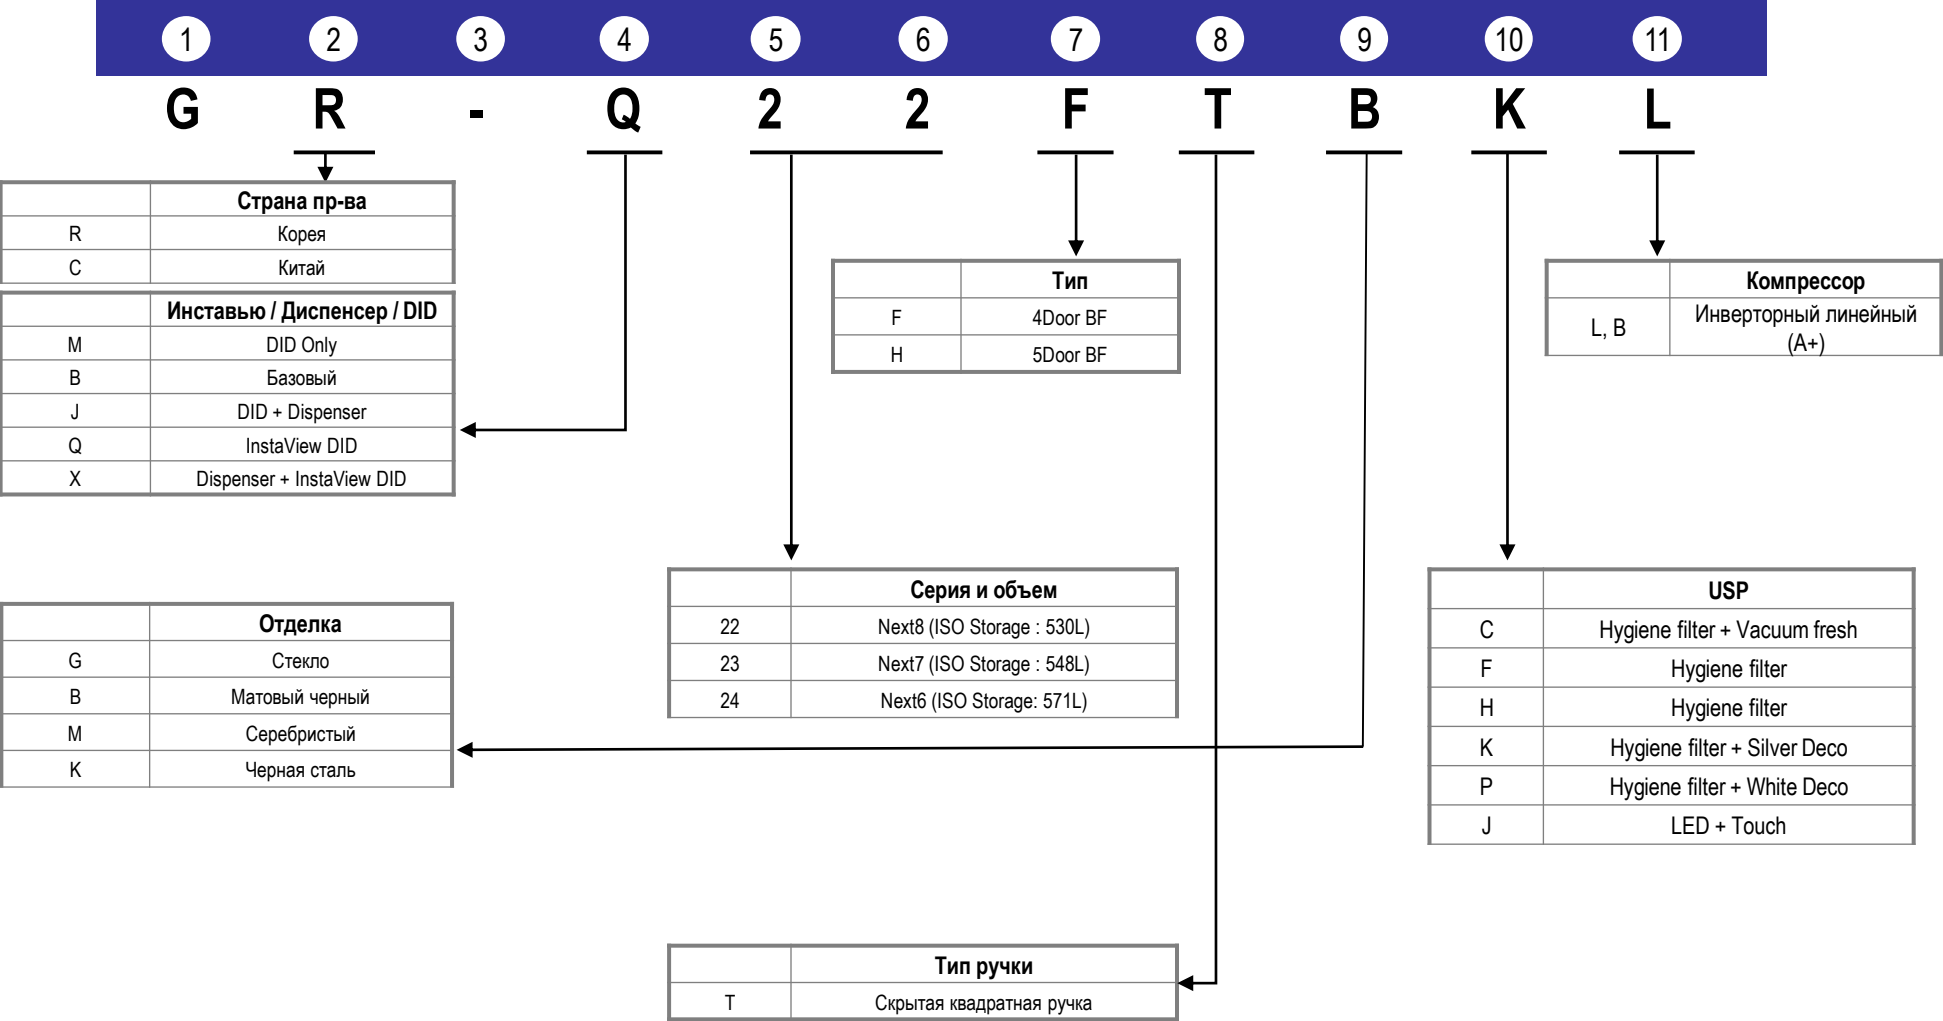 1 2 3 4 5 6 7 8 9 10 11
G R - Q 2 2 F T B K L
Страна пр-ва
R Корея
C Китай
Инставью / Диспенсер / DID
M DID Only
B Базовый
J DID + Dispenser
Q InstaView DID
X Dispenser + InstaView DID
Тип
F 4Door BF
H 5Door BF
Компрессор
L, B Инверторный линейный
(A+)
Отделка
G Стекло
B Матовый черный
M Серебристый
K Черная сталь
Серия и объем
22 Next8 (ISO Storage : 530L)
23 Next7 (ISO Storage : 548L)
24 Next6 (ISO Storage: 571L)
USP
C Hygiene filter + Vacuum fresh
F Hygiene filter
H Hygiene filter
K Hygiene filter + Silver Deco
P Hygiene filter + White Deco
J LED + Touch
Тип ручки
T Скрытая квадратная ручка